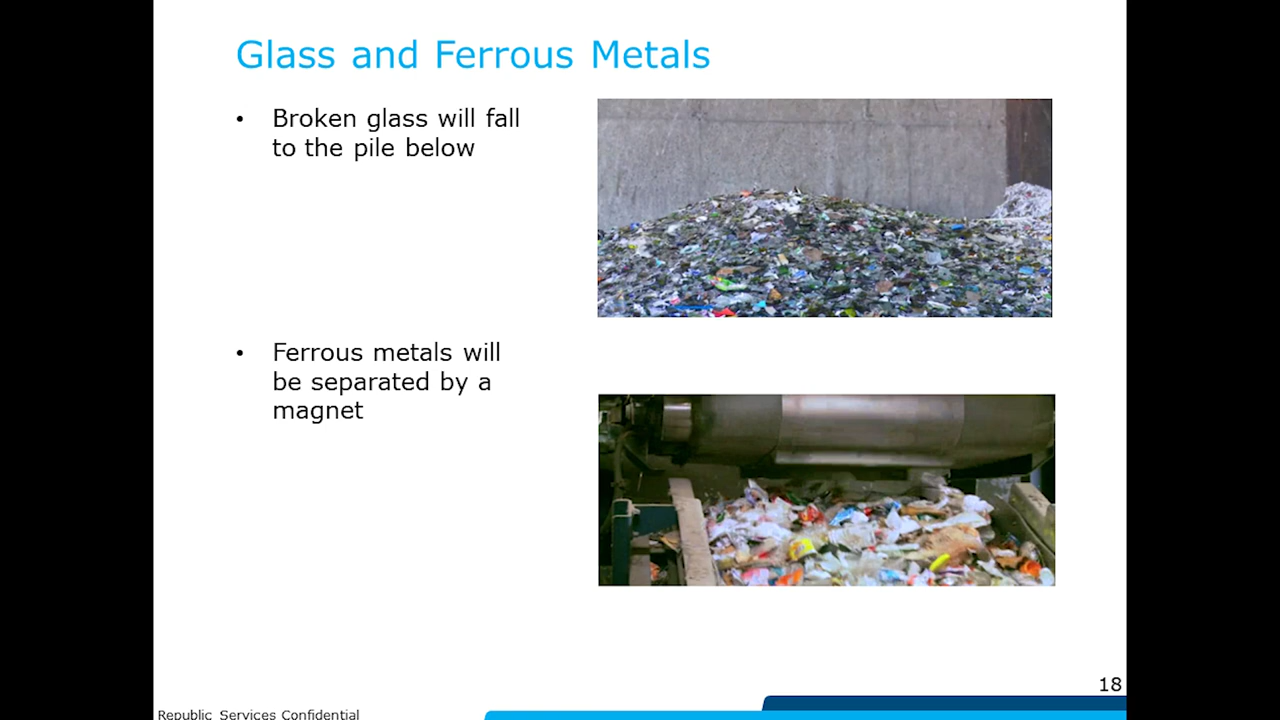 Glass and Ferrous Metals
• Broken glass will fall
to the pile below
• Ferrous metals will
be separated by a
magnet
18
Republic Services Confidential